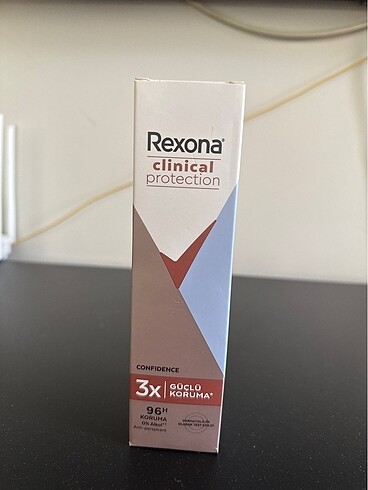 Rexona®
clinical
protection
CONFIDENCE
3x
GÜÇLÜ
KORUMA*
96H
KORUMA
0% Alkol**
Anti-perspirant